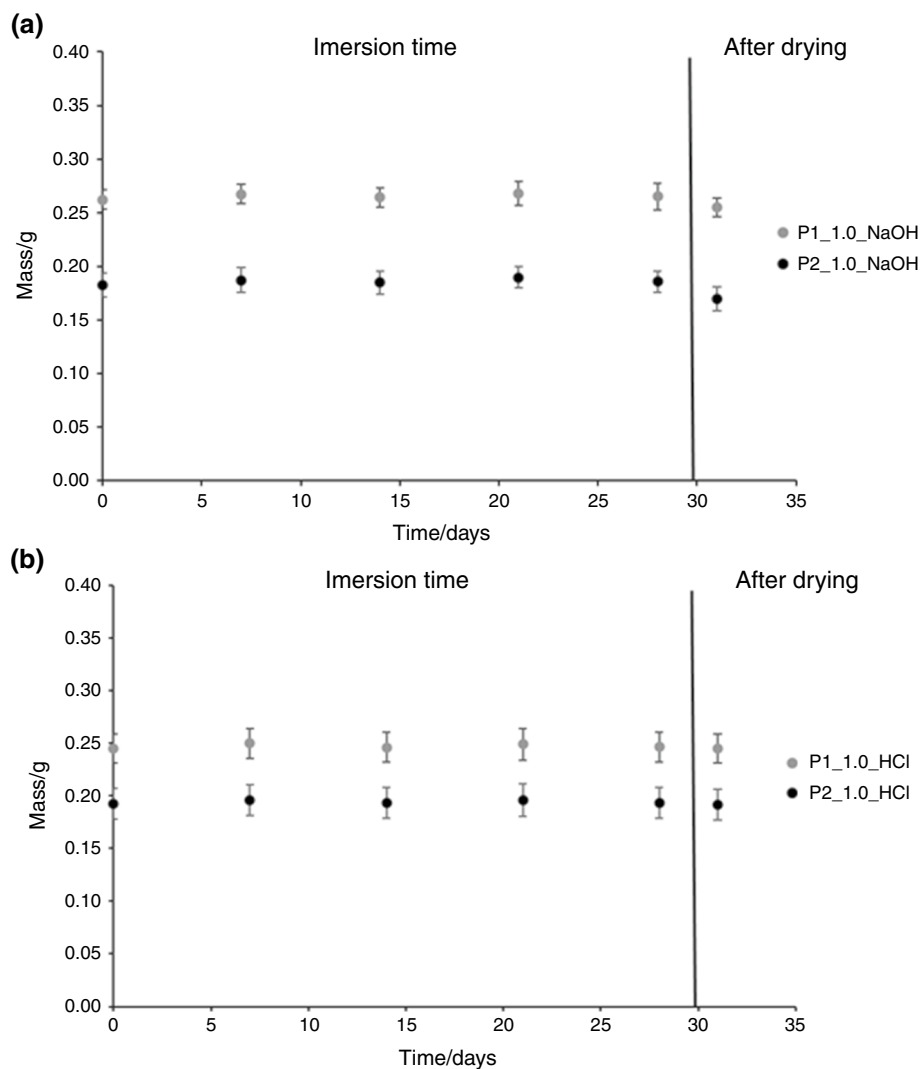 (a)
Imersion time After drying
0.40
0.35
0.30
0.25
0.20
0.15
0.10
0.05
0.00
Mass/g
0 5 10 15 20 25 30 35
Time/days
P1_1.0_NaOH
P2_1.0_NaOH
(b)
Imersion time After drying
0.40
0.35
0.30
0.25
0.20
0.15
0.10
0.05
0.00
Mass/g
0 5 10 15 20 25 30 35
Time/days
P1_1.0_HCl
P2_1.0_HCl